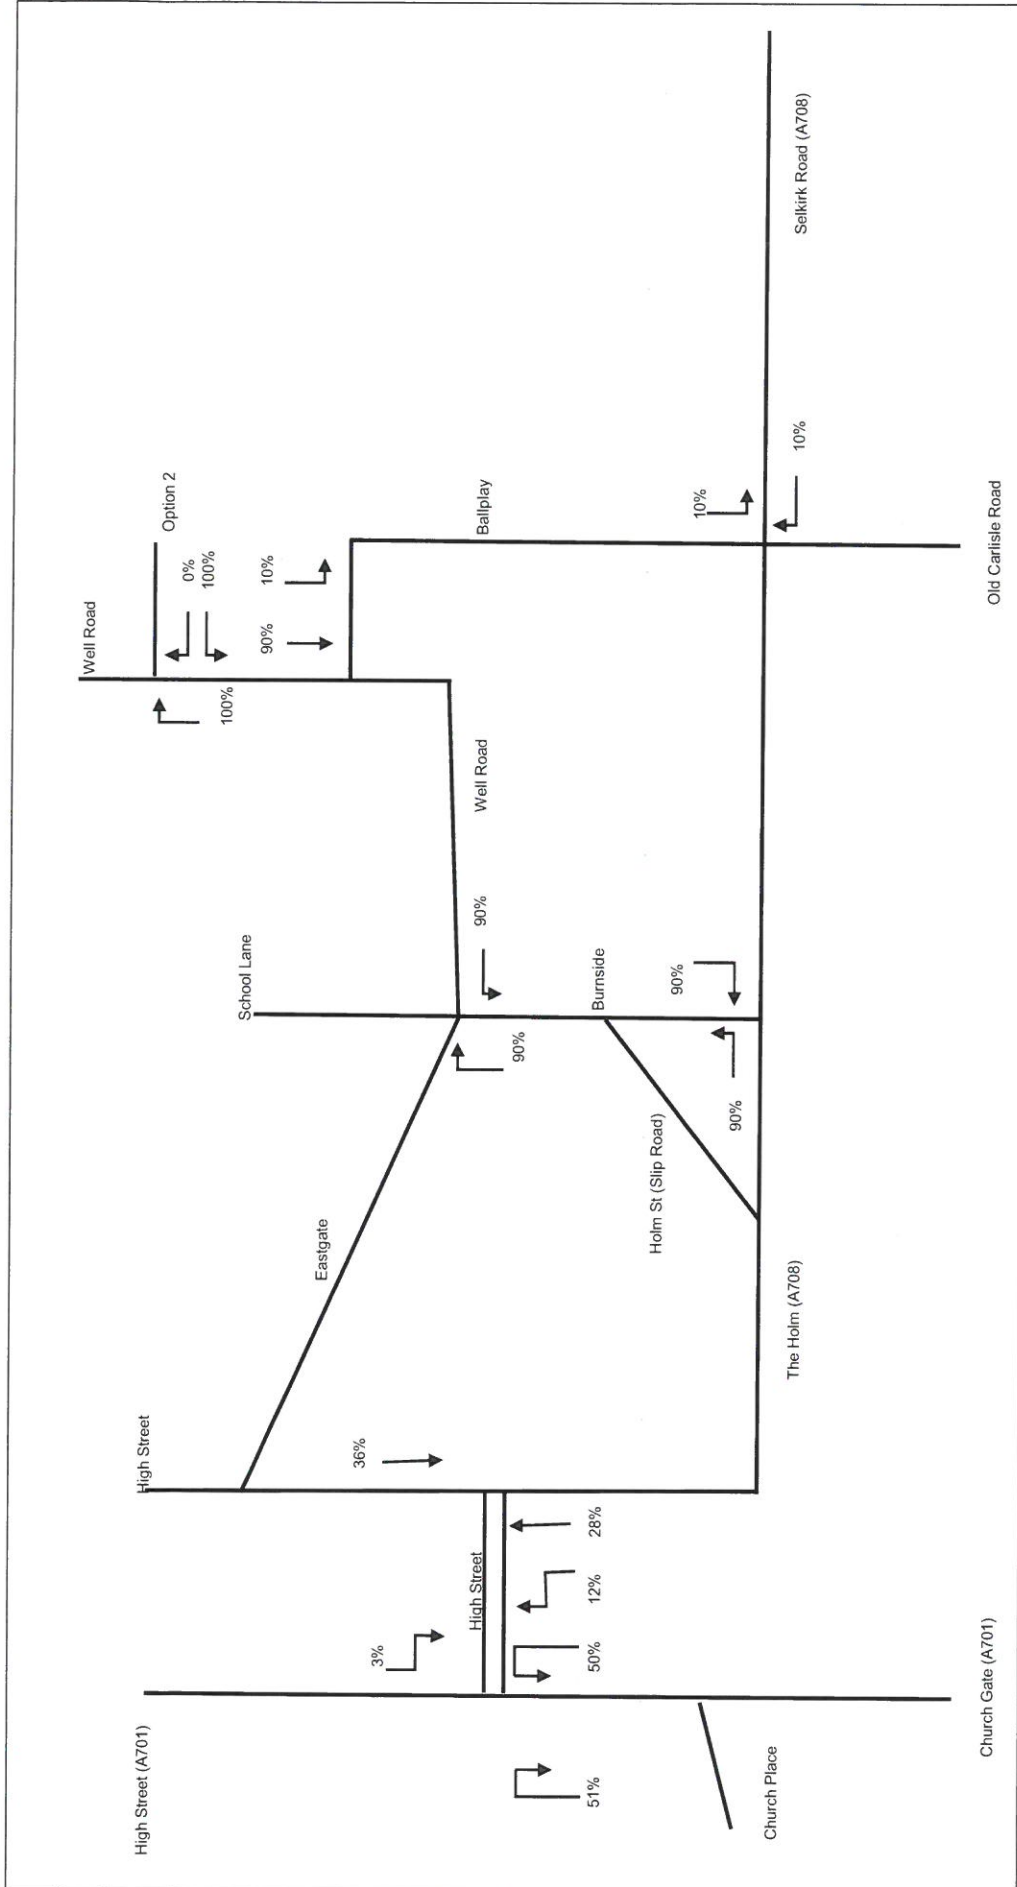 High Street (A701)
51%
Church Place
Church Gate (A701)
3%
High Street
50%
12%
28%
High Street
36%
Eastgate
The Holm (A708)
Holm St (Slip Road)
90%
90%
School Lane
90%
Burnside
90%
Well Road
Well Road
100%
Option 2
0%
100%
90%
10%
Ballplay
10%
10%
Old Carlisle Road
Selkirk Road (A708)